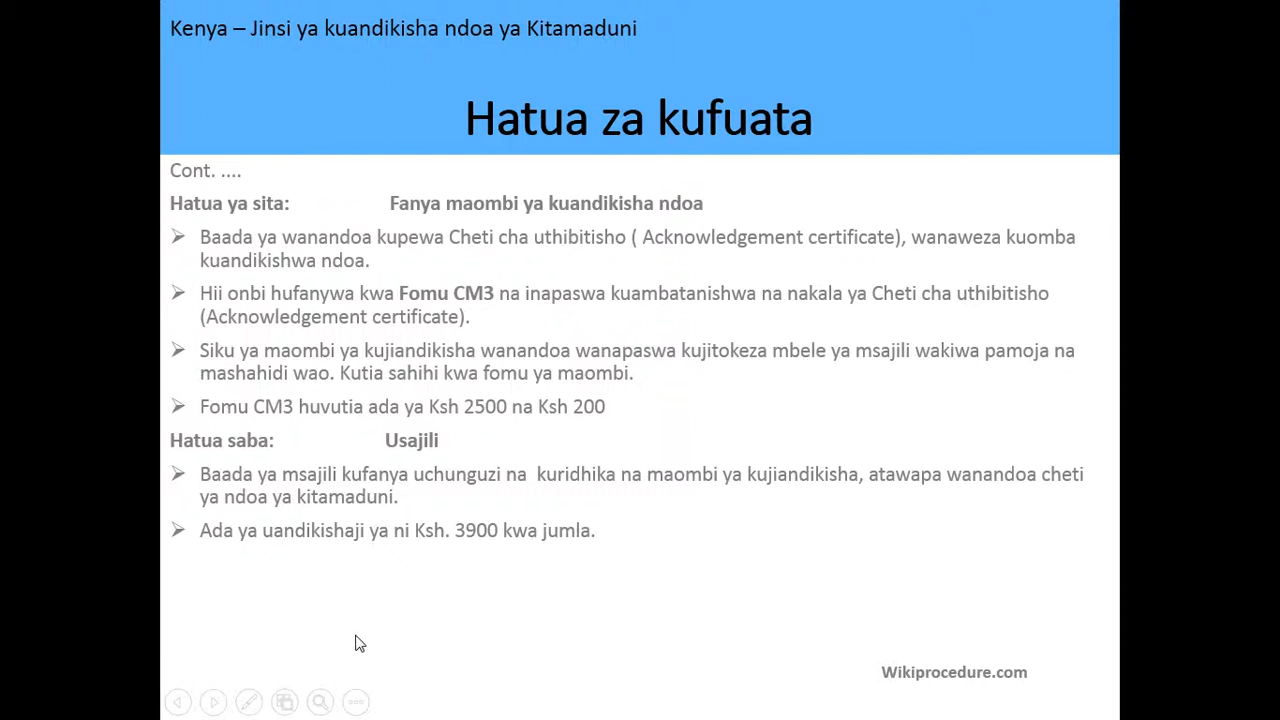 Kenya – Jinsi ya kuandikisha ndoa ya Kitamaduni
Hatua za kufuata
Cont. ....
Hatua ya sita: Fanya maombi ya kuandikisha ndoa
Baada ya wanandoa kupewa Cheti cha uthibitisho ( Acknowledgement certificate), wanaweza kuomba
kuandikishwa ndoa.
Hii onbi hufanywa kwa Fomu CM3 na inapaswa kuambatanishwa na nakala ya Cheti cha uthibitisho
(Acknowledgement certificate).
Siku ya maombi ya kujiandikisha wanandoa wanapaswa kujitokeza mbele ya msajili wakiwa pamoja na
mashahidi wao. Kutia sahihi kwa fomu ya maombi.
Fomu CM3 huvutia ada ya Ksh 2500 na Ksh 200
Hatua saba: Usajili
Baada ya msajili kufanya uchunguzi na kuridhika na maombi ya kujiandikisha, atawapa wanandoa cheti
ya ndoa ya kitamaduni.
Ada ya uandikishaji ya ni Ksh. 3900 kwa jumla.
Wikiprocedure.com